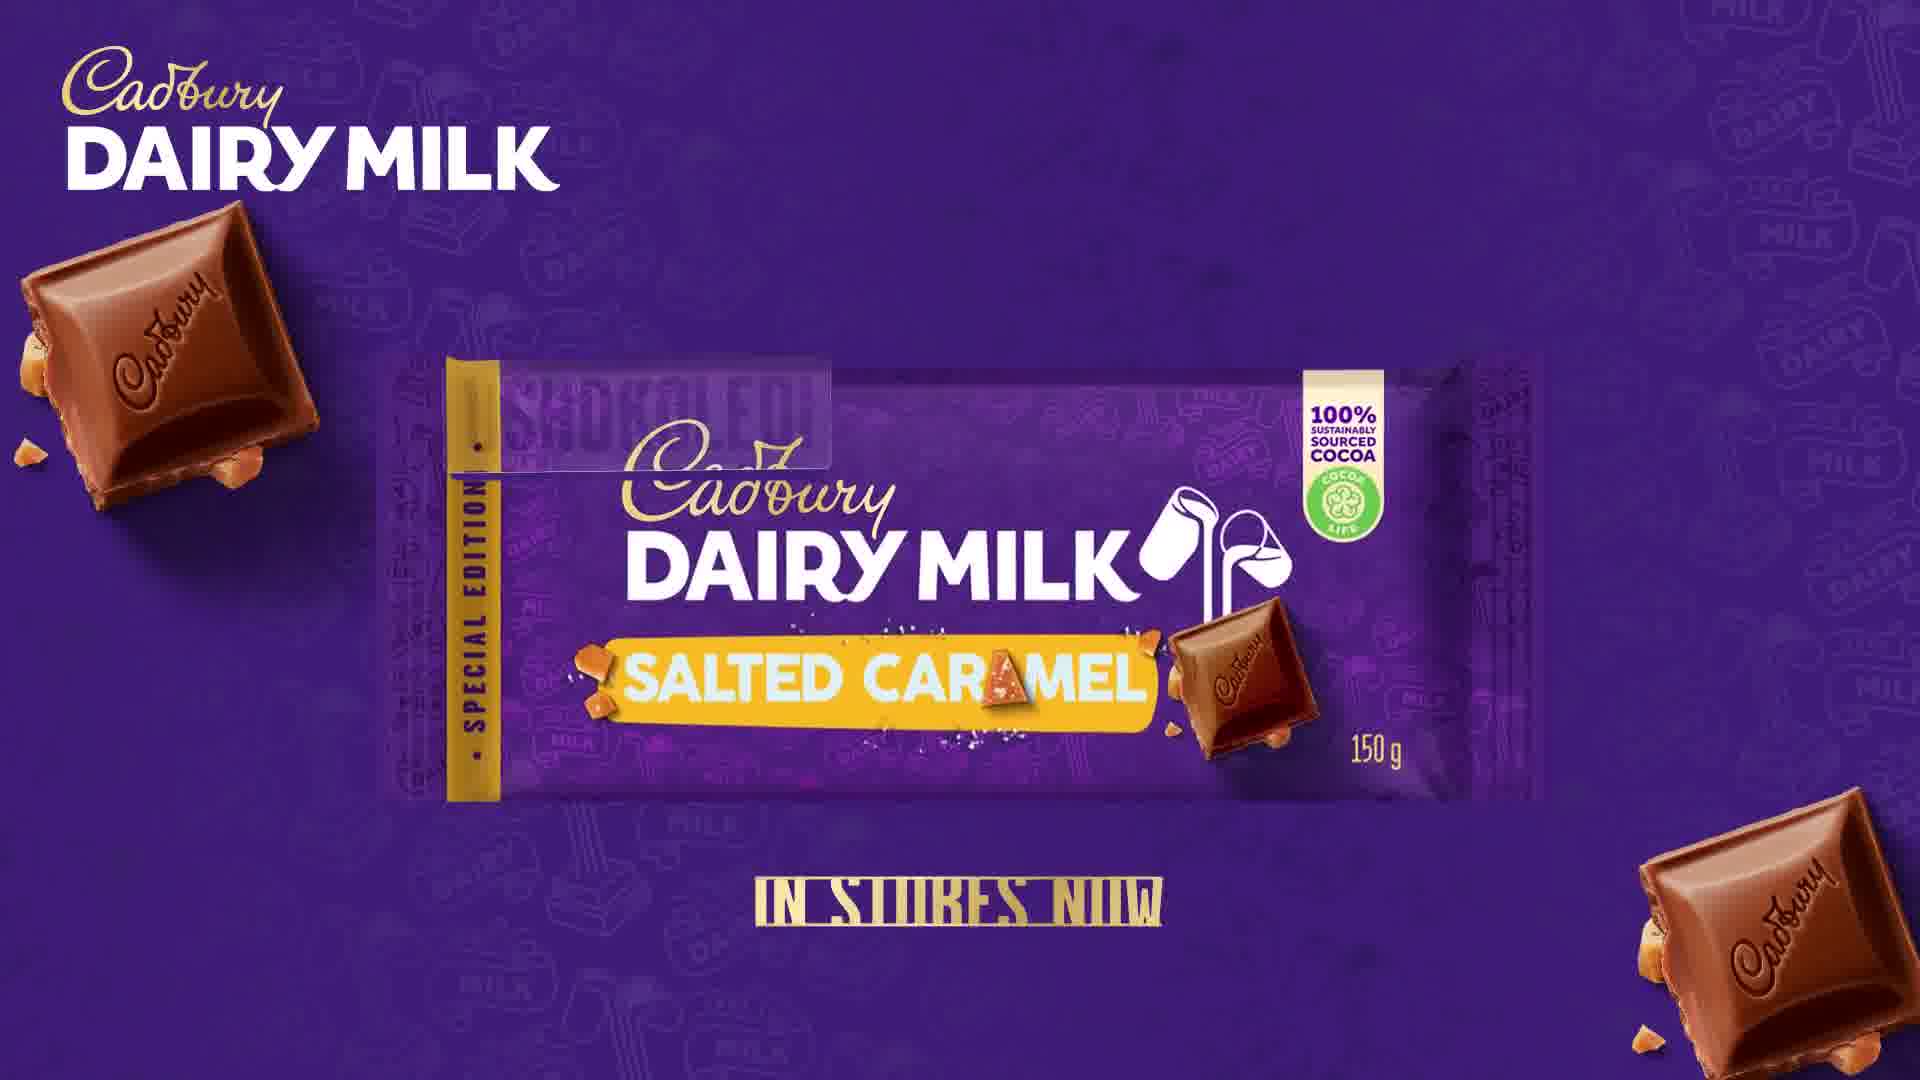 Cadbury
DAIRY MILK
Cadbury
• SPECIAL EDITION •
Cadbury
DAIRY MILK
SALTED CARAMEL
100%
SUSTAINABLY
SOURCED
COCOA
COCOA
LIFE
Cadbury
150 g
IN STORES NOW
Cadbury